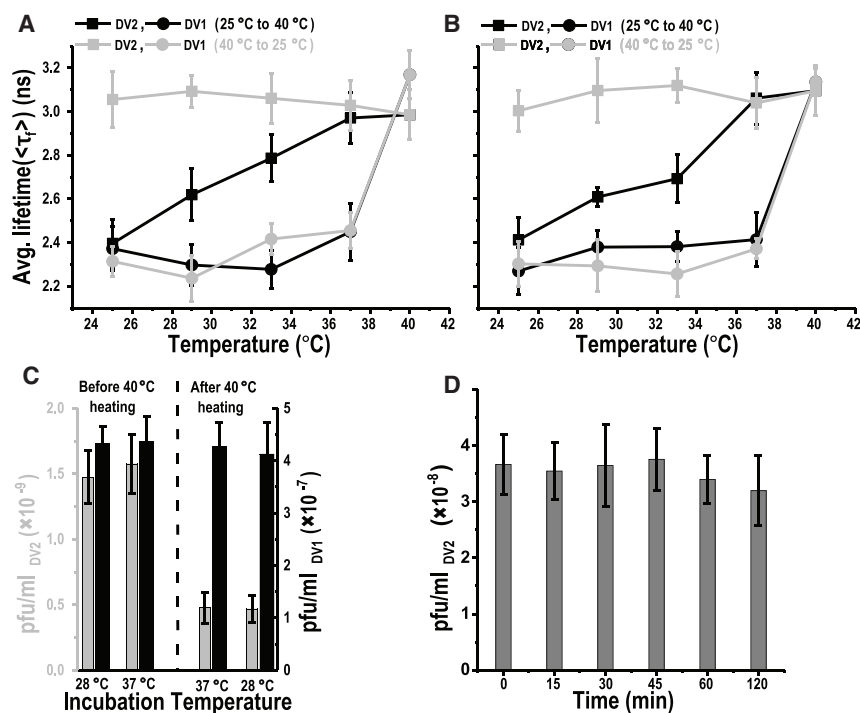 A
DV2, DV1 (25 °C to 40 °C)
DV2, DV1 (40 °C to 25 °C)
Avg. lifetime(<τf>) (ns)
3.2
3.0
2.8
2.6
2.4
2.2
24 26 28 30 32 34 36 38 40 42
Temperature (°C)
B
DV2, DV1 (25 °C to 40 °C)
DV2, DV1 (40 °C to 25 °C)
24 26 28 30 32 34 36 38 40 42
Temperature (°C)
C
Before 40 °C
heating
After 40 °C
heating
pfu/ml DV2 (×10⁻⁹)
2.0
1.5
1.0
0.5
0.0
pfu/ml DV1 (×10⁻⁷)
5
4
3
2
1
0
28 °C 37 °C 37 °C 28 °C
Incubation Temperature
D
pfu/ml DV2 (×10⁻⁸)
4
2
0
0 15 30 45 60 120
Time (min)